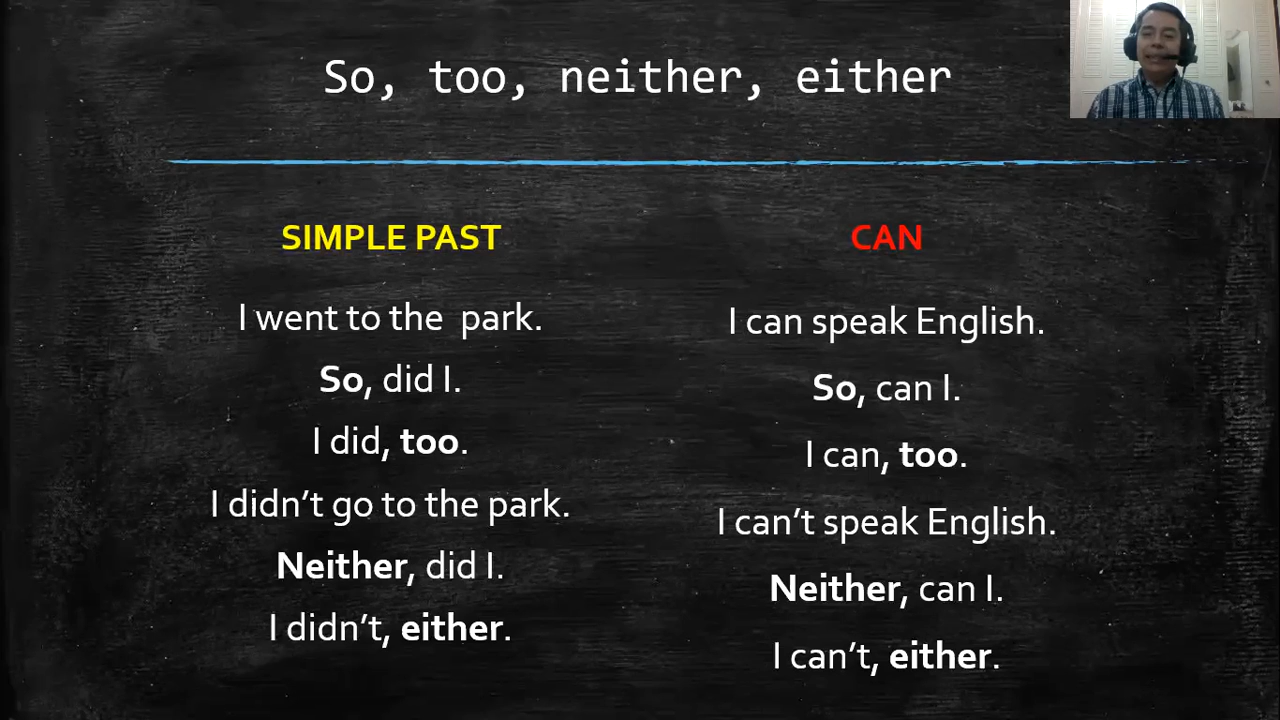 So, too, neither, either
SIMPLE PAST
I went to the  park.
So, did I.
I did, too.
I didn’t go to the park.
Neither, did I.
I didn’t, either.
CAN
I can speak English.
So, can I.
I can, too.
I can’t speak English.
Neither, can I.
I can’t, either.